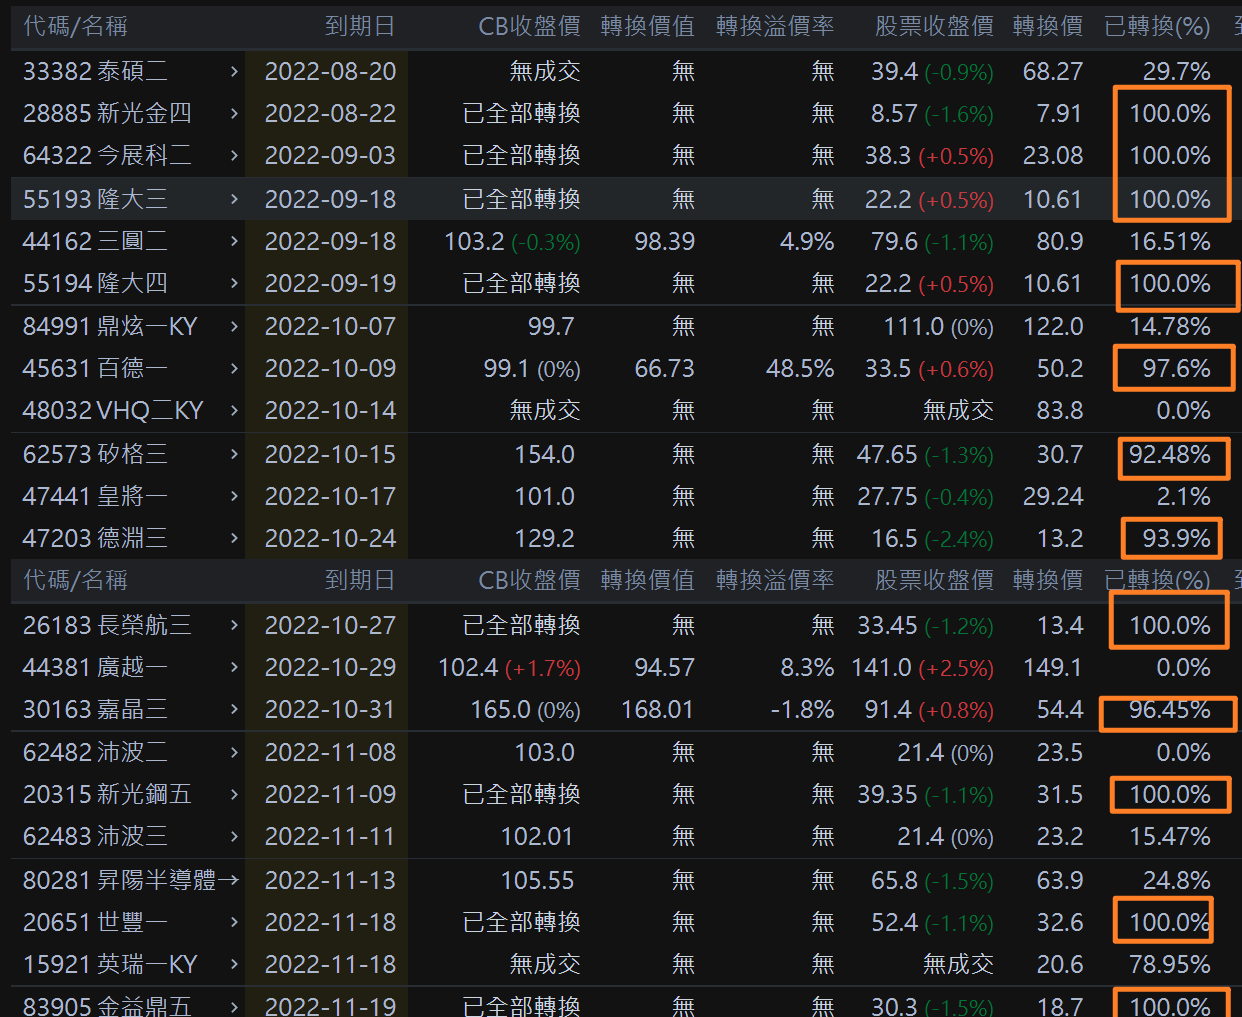 代碼/名稱 到期日 CB收盤價 轉換價值 轉換溢價率 股票收盤價 轉換價 已轉換(%)
33382 泰碩二 › 2022-08-20 無成交 無 無 39.4 (-0.9%) 68.27 29.7%
28885 新光金四 › 2022-08-22 已全部轉換 無 無 8.57 (-1.6%) 7.91 100.0%
64322 今展科二 › 2022-09-03 已全部轉換 無 無 38.3 (+0.5%) 23.08 100.0%
55193 隆大三 › 2022-09-18 已全部轉換 無 無 22.2 (+0.5%) 10.61 100.0%
44162 三圓二 › 2022-09-18 103.2 (-0.3%) 98.39 4.9% 79.6 (-1.1%) 80.9 16.51%
55194 隆大四 › 2022-09-19 已全部轉換 無 無 22.2 (+0.5%) 10.61 100.0%
84991 鼎炫一KY › 2022-10-07 99.7 無 無 111.0 (0%) 122.0 14.78%
45631 百德一 › 2022-10-09 99.1 (0%) 66.73 48.5% 33.5 (+0.6%) 50.2 97.6%
48032 VHQ二KY › 2022-10-14 無成交 無 無 無成交 83.8 0.0%
62573 矽格三 › 2022-10-15 154.0 無 無 47.65 (-1.3%) 30.7 92.48%
47441 皇將一 › 2022-10-17 101.0 無 無 27.75 (-0.4%) 29.24 2.1%
47203 德淵三 › 2022-10-24 129.2 無 無 16.5 (-2.4%) 13.2 93.9%
代碼/名稱 到期日 CB收盤價 轉換價值 轉換溢價率 股票收盤價 轉換價 已轉換(%)
26183 長榮航三 › 2022-10-27 已全部轉換 無 無 33.45 (-1.2%) 13.4 100.0%
44381 廣越一 › 2022-10-29 102.4 (+1.7%) 94.57 8.3% 141.0 (+2.5%) 149.1 0.0%
30163 嘉晶三 › 2022-10-31 165.0 (0%) 168.01 -1.8% 91.4 (+0.8%) 54.4 96.45%
62482 沛波二 › 2022-11-08 103.0 無 無 21.4 (0%) 23.5 0.0%
20315 新光鋼五 › 2022-11-09 已全部轉換 無 無 39.35 (-1.1%) 31.5 100.0%
62483 沛波三 › 2022-11-11 102.01 無 無 21.4 (0%) 23.2 15.47%
80281 昇陽半導體一 › 2022-11-13 105.55 無 無 65.8 (-1.5%) 63.9 24.8%
20651 世豐一 › 2022-11-18 已全部轉換 無 無 52.4 (-1.1%) 32.6 100.0%
15921 英瑞一KY › 2022-11-18 無成交 無 無 無成交 20.6 78.95%
83905 金益鼎五 › 2022-11-19 已全部轉換 無 無 30.3 (-1.5%) 18.7 100.0%